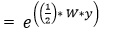 = e^((1/2)* W*y)